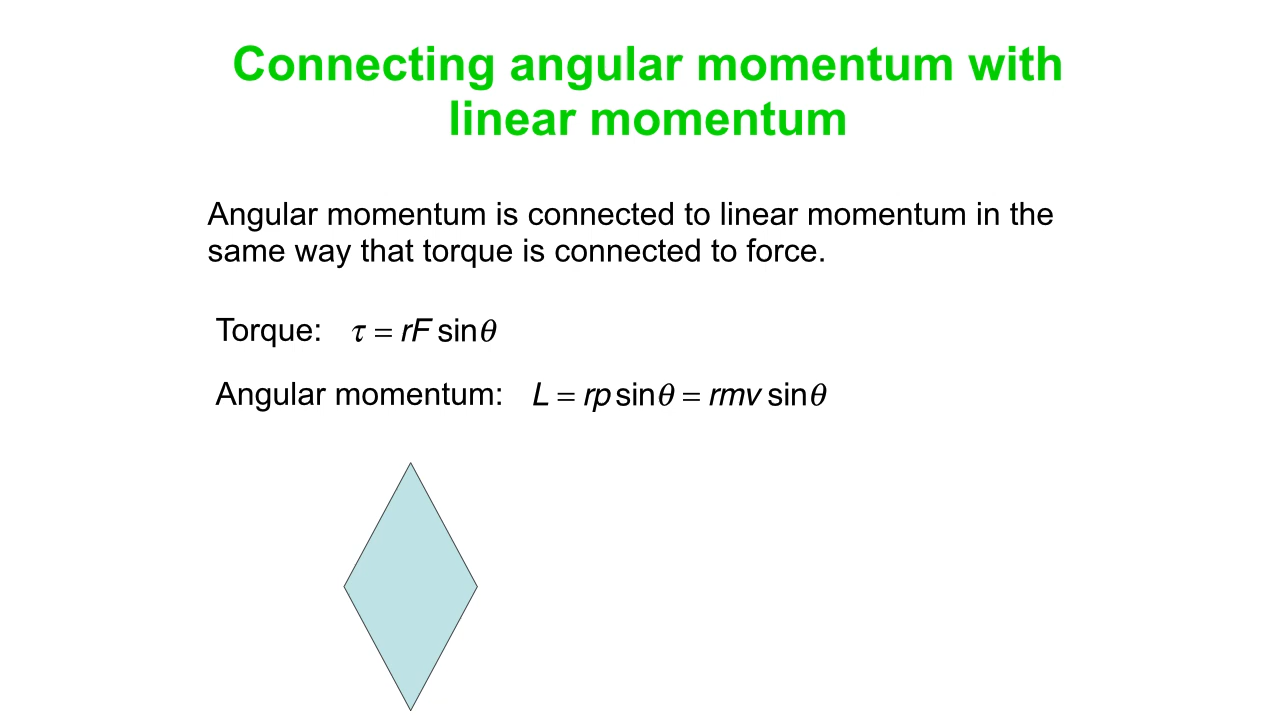 Connecting angular momentum with
linear momentum
Angular momentum is connected to linear momentum in the
same way that torque is connected to force.
Torque: τ = rF sinθ
Angular momentum: L = rp sinθ = rmv sinθ